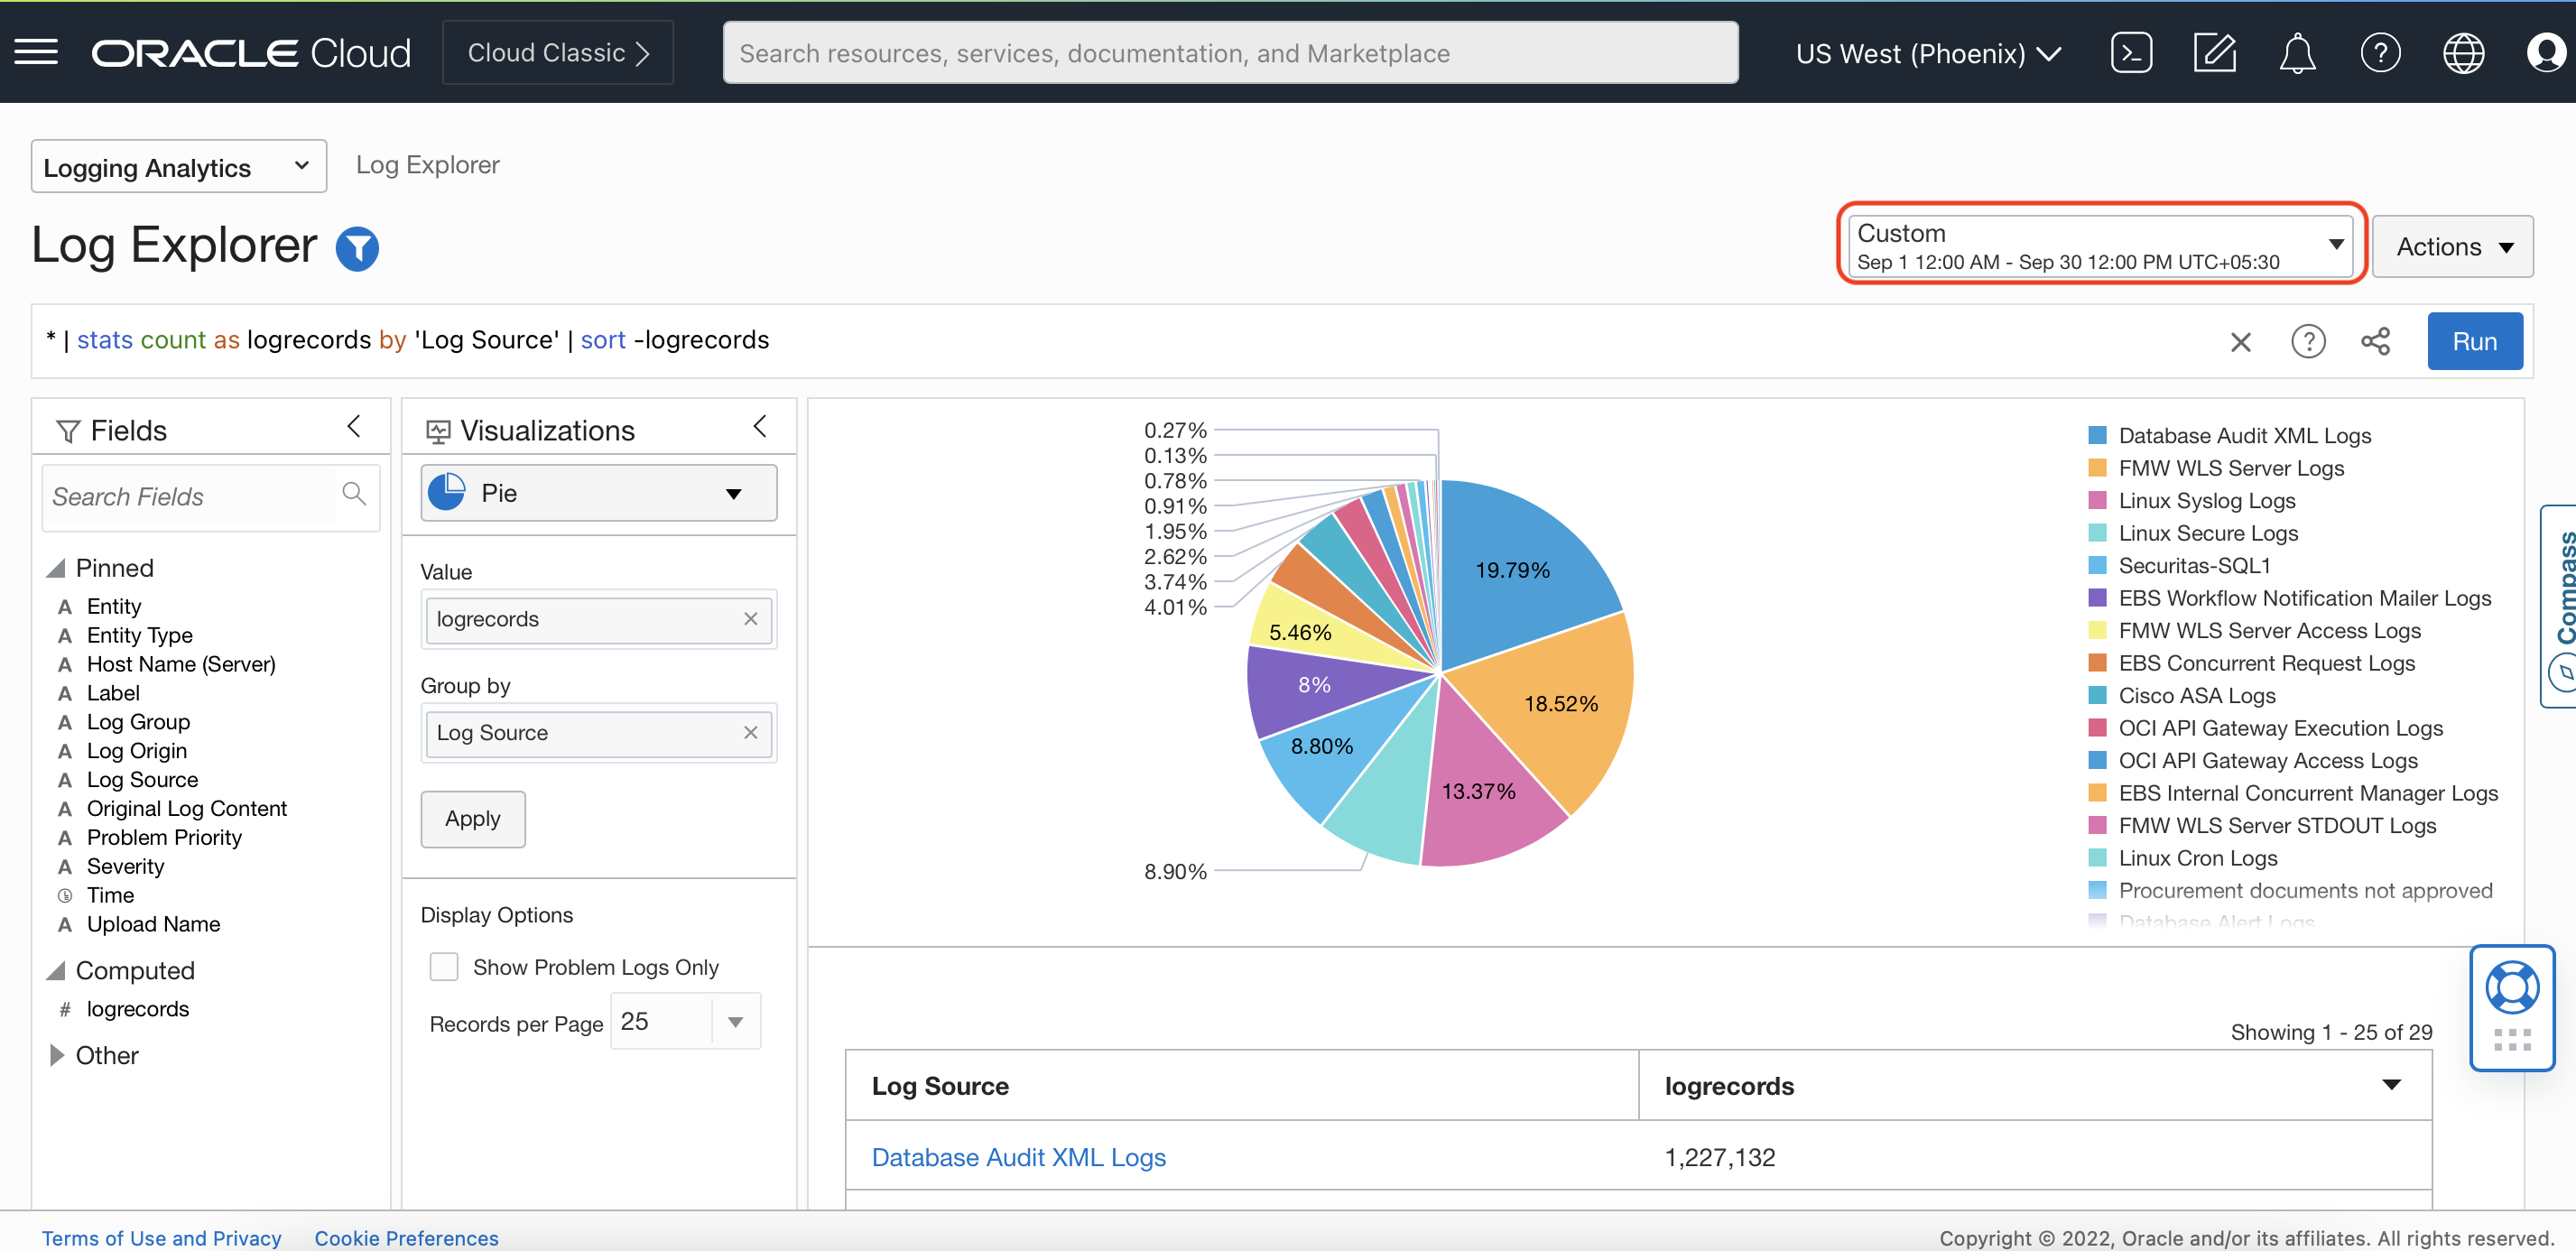 ORACLE Cloud
Cloud Classic
Search resources, services, documentation, and Marketplace
US West (Phoenix)
Logging Analytics
Log Explorer
Log Explorer
Custom
Sep 1 12:00 AM - Sep 30 12:00 PM UTC+05:30
Actions
* | stats count as logrecords by 'Log Source' | sort -logrecords
Run
Fields
Search Fields
Pinned
A Entity
A Entity Type
A Host Name (Server)
A Label
A Log Group
A Log Origin
A Log Source
A Original Log Content
A Problem Priority
A Severity
Time
A Upload Name
Computed
# logrecords
Other
Visualizations
Pie
Value
logrecords
Group by
Log Source
Apply
Display Options
Show Problem Logs Only
Records per Page 25
0.27%
0.13%
0.78%
0.91%
1.95%
2.62%
3.74%
4.01%
5.46%
8%
8.80%
8.90%
13.37%
18.52%
19.79%
Database Audit XML Logs
FMW WLS Server Logs
Linux Syslog Logs
Linux Secure Logs
Securitas-SQL1
EBS Workflow Notification Mailer Logs
FMW WLS Server Access Logs
EBS Concurrent Request Logs
Cisco ASA Logs
OCI API Gateway Execution Logs
OCI API Gateway Access Logs
EBS Internal Concurrent Manager Logs
FMW WLS Server STDOUT Logs
Linux Cron Logs
Procurement documents not approved
Database Alert Logs
Compass
Showing 1 - 25 of 29
Log Source logrecords
Database Audit XML Logs 1,227,132
Terms of Use and Privacy Cookie Preferences
Copyright © 2022, Oracle and/or its affiliates. All rights reserved.